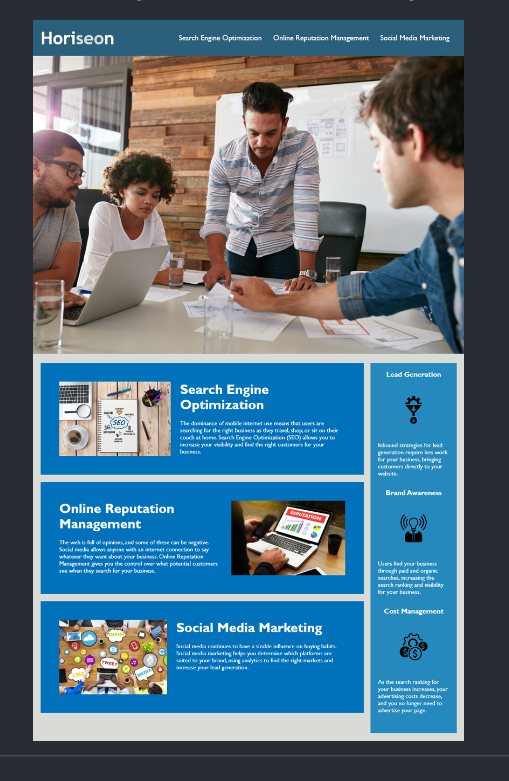 Horiseon
Search Engine Optimization
Online Reputation Management
Social Media Marketing
Search Engine
Optimization
The dominance of mobile internet use means that users are
searching for the right business as they travel, shop, or sit on their
couch at home. Search Engine Optimization (SEO) allows you to
increase your visibility and find the right customers for your
business.
SEO
Online Reputation
Management
The web is full of opinions, and some of these can be negative.
Social media allows anyone with an internet connection to say
whatever they want about your business. Online Reputation
Management gives you the control over what potential customers
see when they search for your business.
REPUTATION
Social Media Marketing
Social media continues to have a sizable influence on buying habits.
Social media marketing helps you determine which platforms are
suited to your brand, using analytics to find the right markets and
increase your lead generation.
LIKE
TWEET
Lead Generation
Inbound strategies for lead
generation require less work
for your business, bringing
customers directly to your
website.
Brand Awareness
Users find your business
through paid and organic
searches, increasing the
search ranking and visibility
for your business.
Cost Management
As the search ranking for
your business increases, your
advertising costs decrease,
and you no longer need to
advertise your page.